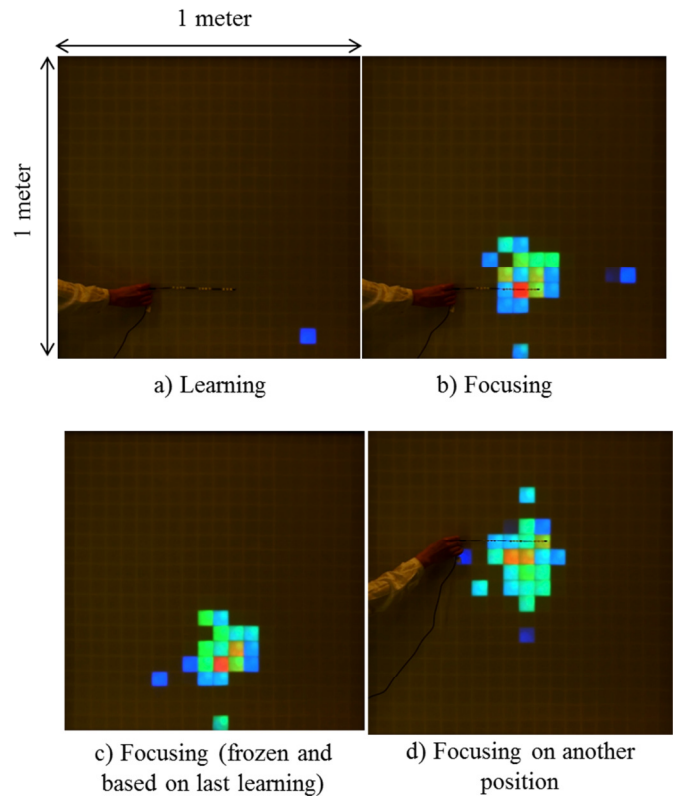 1 meter
1 meter
a) Learning
b) Focusing
c) Focusing (frozen and
based on last learning)
d) Focusing on another
position